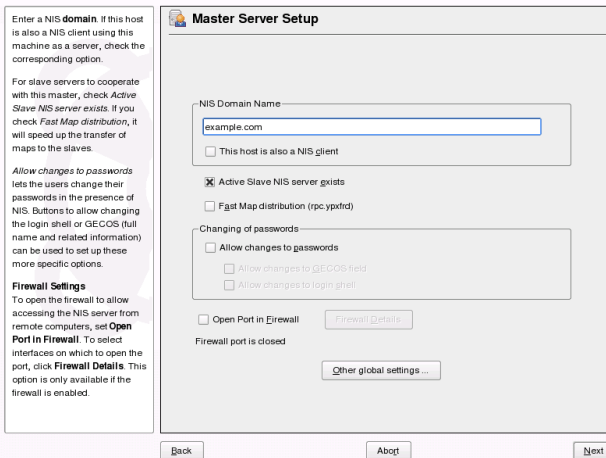 Enter a NIS domain. If this host
is also a NIS client using this
machine as a server, check the
corresponding option.
For slave servers to cooperate
with this master, check Active
Slave NIS server exists. If you
check Fast Map distribution, it
will speed up the transfer of
maps to the slaves.
Allow changes to passwords
lets the users change their
passwords in the presence of
NIS. Buttons to allow changing
the login shell or GECOS (full
name and related information)
can be used to set up these
more specific options.
Firewall Settings
To open the firewall to allow
accessing the NIS server from
remote computers, set Open
Port in Firewall. To select
interfaces on which to open the
port, click Firewall Details. This
option is only available if the
firewall is enabled.
Master Server Setup
NIS Domain Name
example.com
This host is also a NIS client
Active Slave NIS server exists
Fast Map distribution (rpc.ypxfrd)
Changing of passwords
Allow changes to passwords
Allow changes to GECOS field
Allow changes to login shell
Open Port in Firewall
Firewall Details
Firewall port is closed
Other global settings ...
Back
Abort
Next